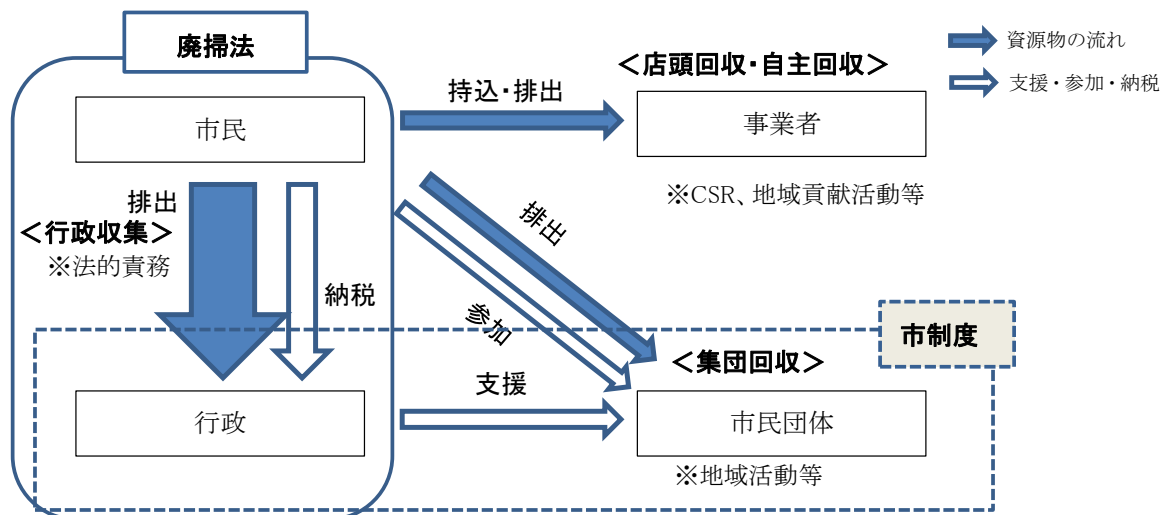 廃掃法
資源物の流れ
＜店頭回収・自主回収＞
支援・参加・納税
持込・排出
市民
事業者
※CSR、地域貢献活動等
排出
＜行政収集＞
※法的責務
納税
排出
参加
市制度
＜集団回収＞
支援
行政
市民団体
※地域活動等